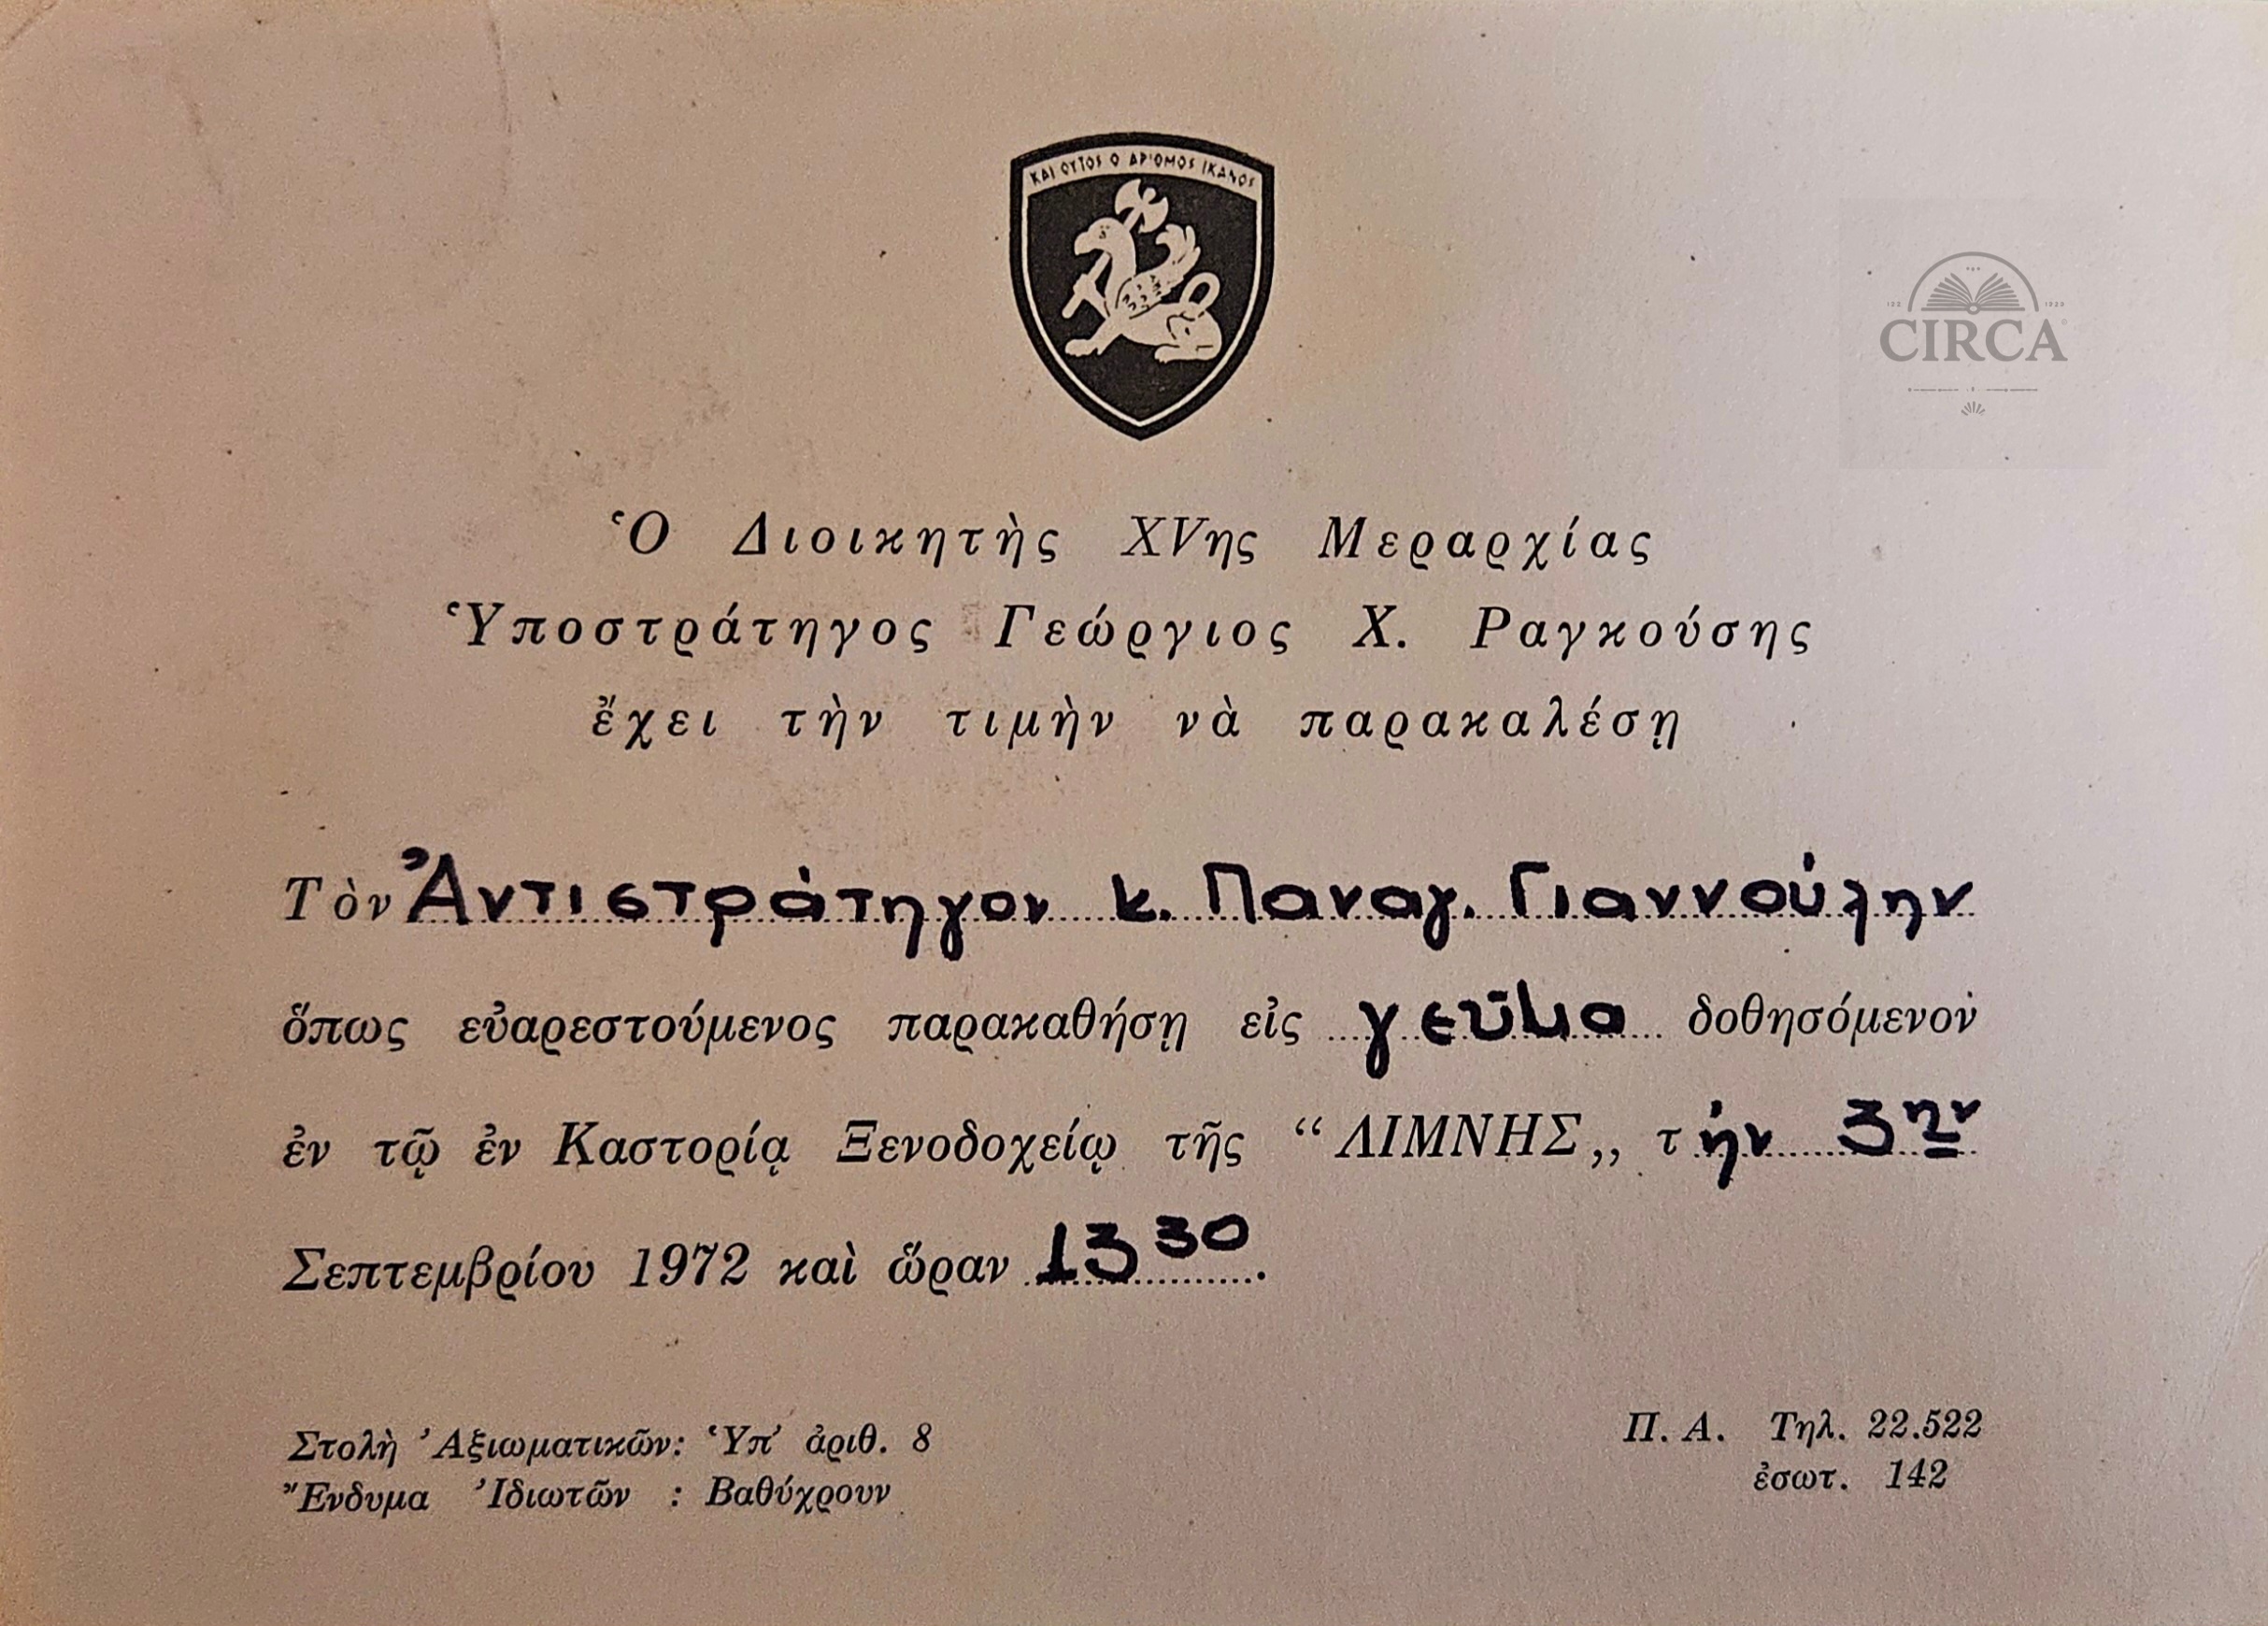 ΚΑΙ ΟΥΤΟΣ Ο ΑΡΙΘΜΟΣ ΙΚΑΝΟΣ
CIRCA
Ὁ Διοικητὴς XVης Μεραρχίας
Ὑποστράτηγος Γεώργιος Χ. Ραγκούσης
ἔχει τὴν τιμὴν νὰ παρακαλέσῃ
Τὸν Ἀντιστράτηγον κ. Παναγ. Γιαννούλην
ὅπως εὐαρεστούμενος παρακαθήσῃ εἰς γεῦμα δοθησόμενον
ἐν τῷ ἐν Καστορίᾳ Ξενοδοχείῳ τῆς “ΛΙΜΝΗΣ„ τὴν 3ην
Σεπτεμβρίου 1972 καὶ ὥραν 13 30.
Στολὴ Ἀξιωματικῶν: Ὑπ’ ἀριθ. 8
Ἔνδυμα Ἰδιωτῶν : Βαθύχρουν
Π. Α. Τηλ. 22.522
ἐσωτ. 142